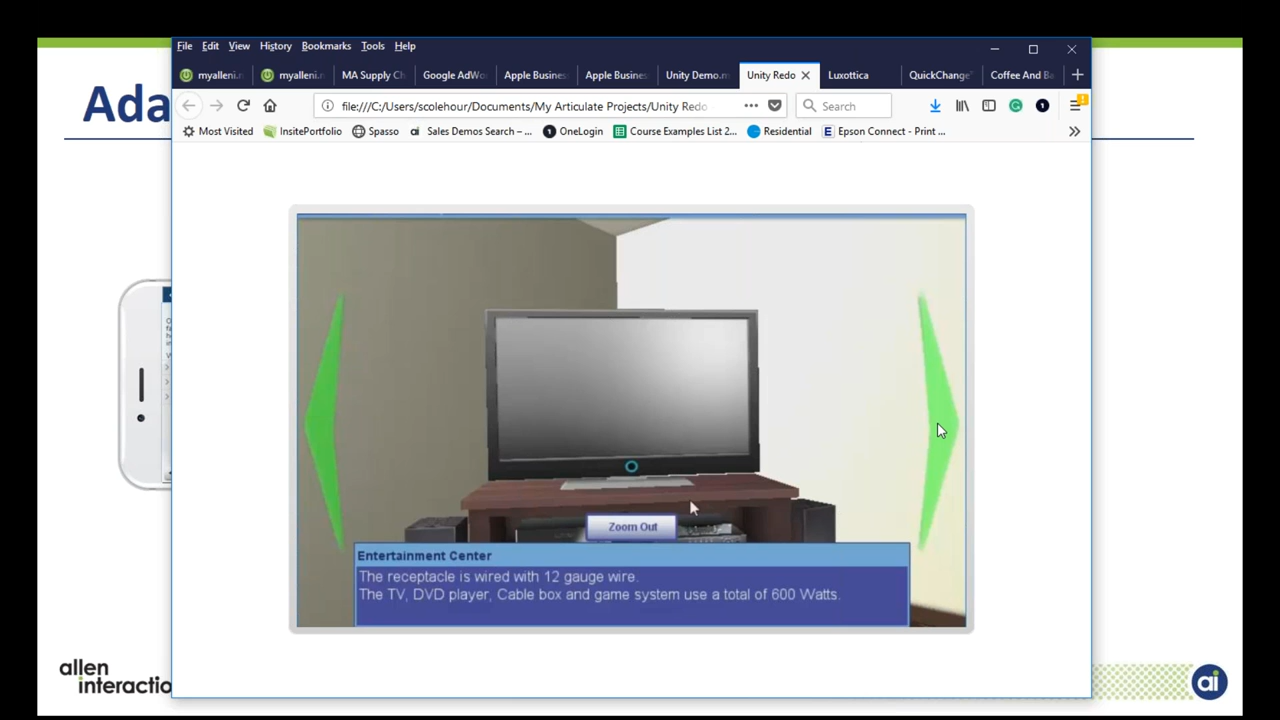 Ada
File Edit View History Bookmarks Tools Help
myalleni. myalleni. MA Supply Ch Google AdWo Apple Busines Apple Busines Unity Demo.m Unity Redo Luxottica QuickChange Coffee And Ba
file:///C:/Users/scolehour/Documents/My Articulate Projects/Unity Redo Search
Most Visited InsitePortfolio Spasso ai Sales Demos Search – ... OneLogin Course Examples List 2... Residential E Epson Connect - Print ...
Zoom Out
Entertainment Center
The receptacle is wired with 12 gauge wire.
The TV, DVD player, Cable box and game system use a total of 600 Watts.
allen
interactio
ai